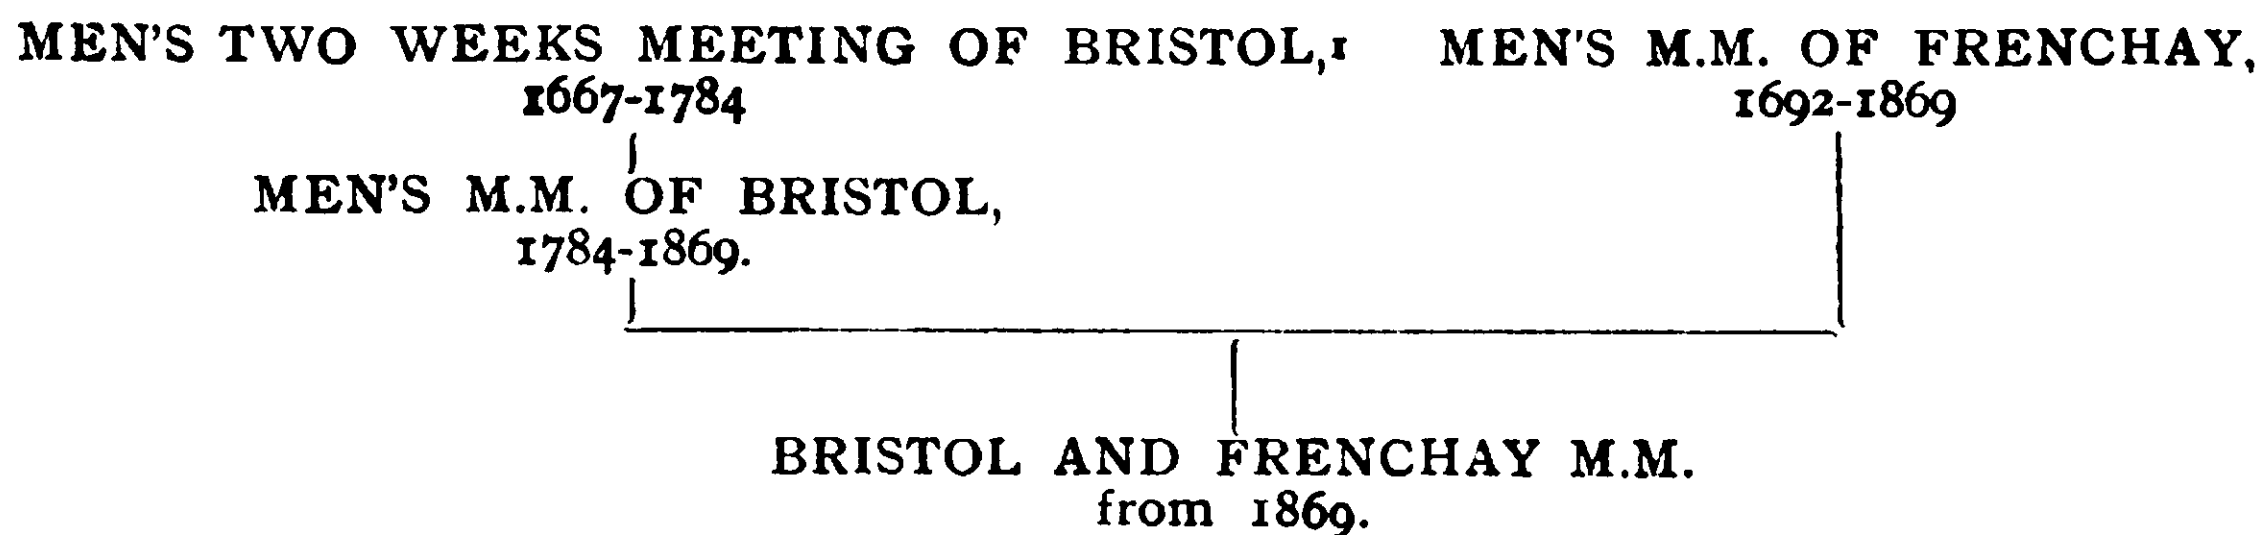 MEN'S TWO WEEKS MEETING OF BRISTOL,¹ MEN'S M.M. OF FRENCHAY,
1667-1784 1692-1869
MEN'S M.M. OF BRISTOL,
1784-1869.
BRISTOL AND FRENCHAY M.M.
from 1869.